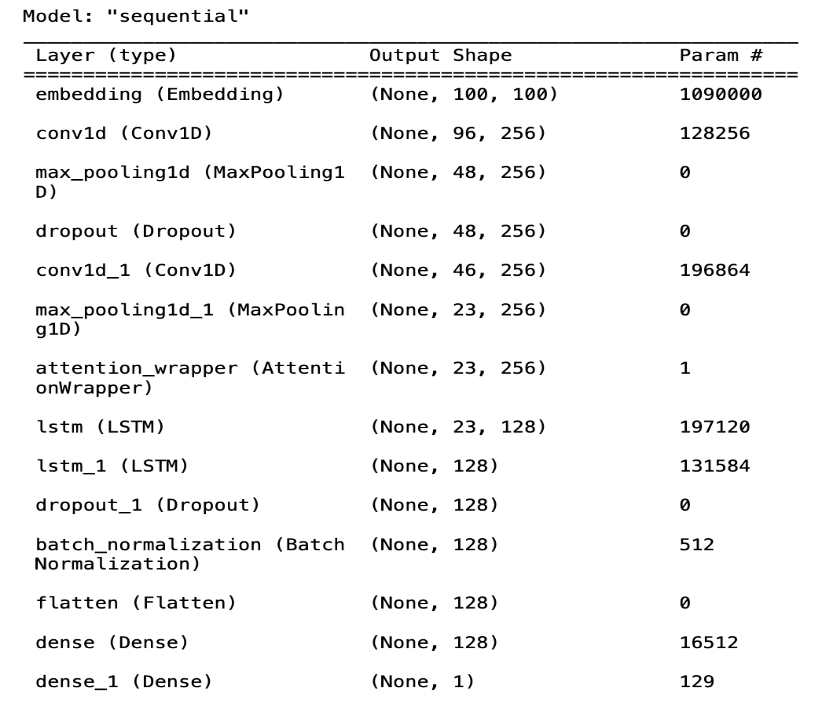 Model: "sequential"
Layer (type) Output Shape Param #
=================================================================
embedding (Embedding) (None, 100, 100) 1090000
conv1d (Conv1D) (None, 96, 256) 128256
max_pooling1d (MaxPooling1 (None, 48, 256) 0
D)
dropout (Dropout) (None, 48, 256) 0
conv1d_1 (Conv1D) (None, 46, 256) 196864
max_pooling1d_1 (MaxPoolin (None, 23, 256) 0
g1D)
attention_wrapper (Attenti (None, 23, 256) 1
onWrapper)
lstm (LSTM) (None, 23, 128) 197120
lstm_1 (LSTM) (None, 128) 131584
dropout_1 (Dropout) (None, 128) 0
batch_normalization (Batch (None, 128) 512
Normalization)
flatten (Flatten) (None, 128) 0
dense (Dense) (None, 128) 16512
dense_1 (Dense) (None, 1) 129